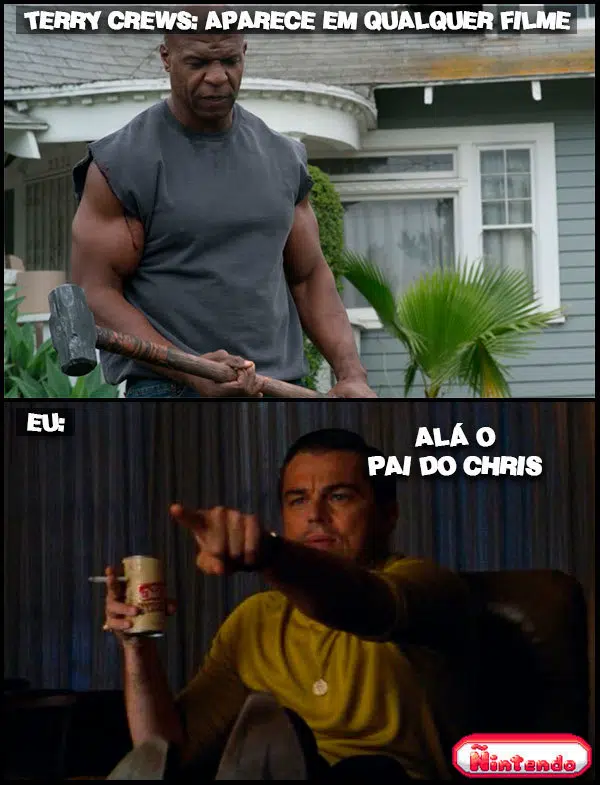 TERRY CREWS: APARECE EM QUALQUER FILME
EU:
ALÁ O
PAI DO CHRIS
Ñintendo